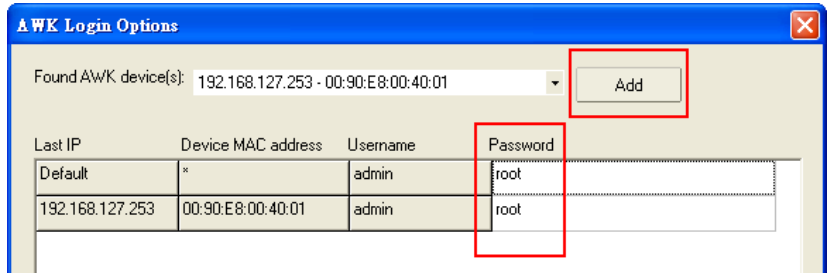 AWK Login Options
Found AWK device(s): 192.168.127.253 - 00:90:E8:00:40:01 Add
Last IP Device MAC address Username Password
Default * admin root
192.168.127.253 00:90:E8:00:40:01 admin root